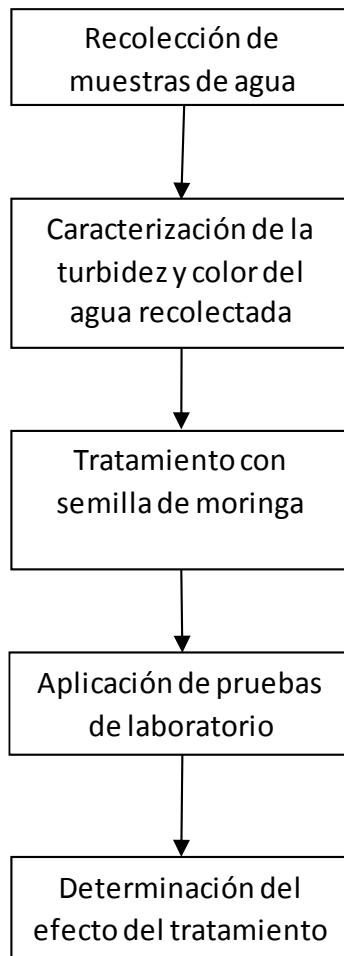 Recolección de
muestras de agua
Caracterización de la
turbidez y color del
agua recolectada
Tratamiento con
semilla de moringa
Aplicación de pruebas
de laboratorio
Determinación del
efecto del tratamiento